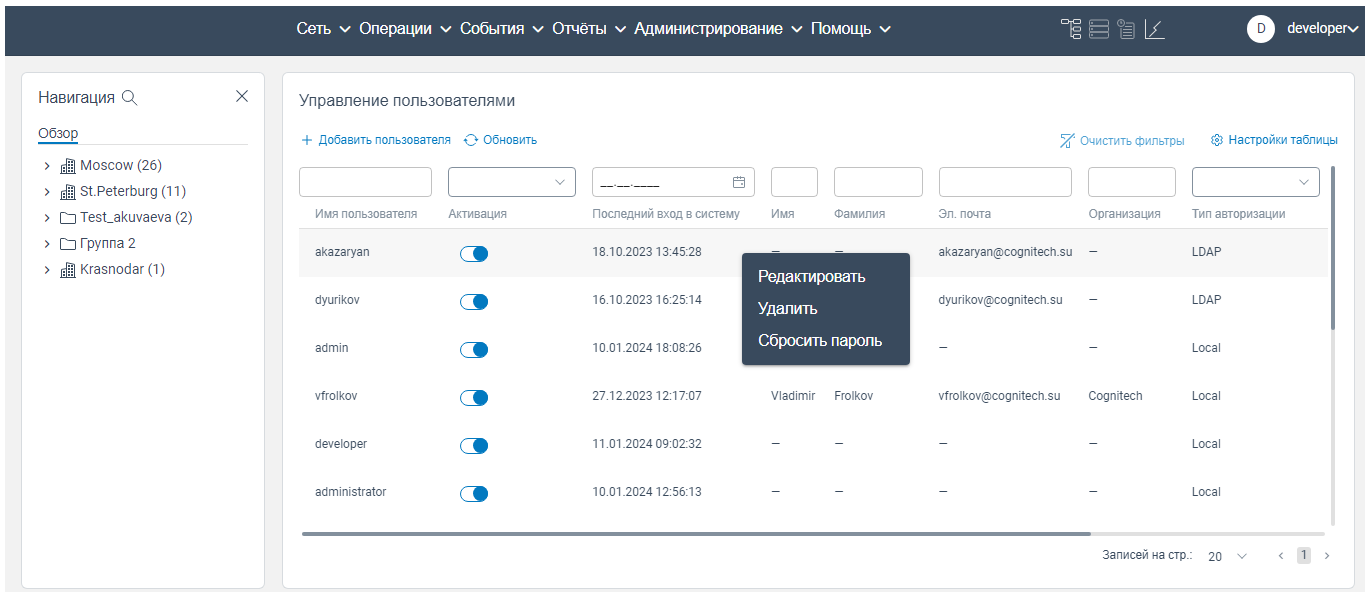 Сеть Операции События Отчёты Администрирование Помощь D developer
Навигация
Обзор
Moscow (26)
St.Peterburg (11)
Test_akuvaeva (2)
Группа 2
Krasnodar (1)
Управление пользователями
Добавить пользователя Обновить Очистить фильтры Настройки таблицы
__.__.____
Имя пользователя Активация Последний вход в систему Имя Фамилия Эл. почта Организация Тип авторизации
akazaryan 18.10.2023 13:45:28 — — akazaryan@cognitech.su — LDAP
Редактировать
dyurikov 16.10.2023 16:25:14 dyurikov@cognitech.su — LDAP
Удалить
Сбросить пароль
admin 10.01.2024 18:08:26 — — Local
vfrolkov 27.12.2023 12:17:07 Vladimir Frolkov vfrolkov@cognitech.su Cognitech Local
developer 11.01.2024 09:02:32 — — — — Local
administrator 10.01.2024 12:56:13 — — — — Local
Записей на стр.: 20 1